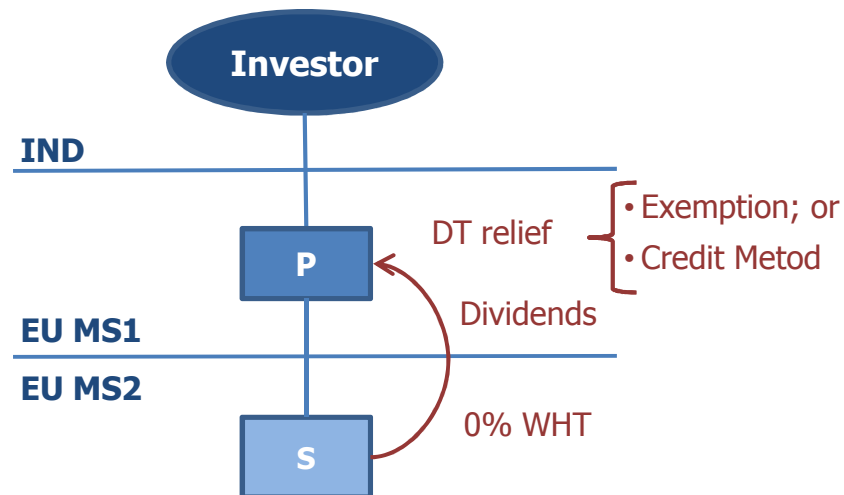 Investor
IND
• Exemption; or
DT relief
P
• Credit Metod
Dividends
EU MS1
EU MS2
0% WHT
S